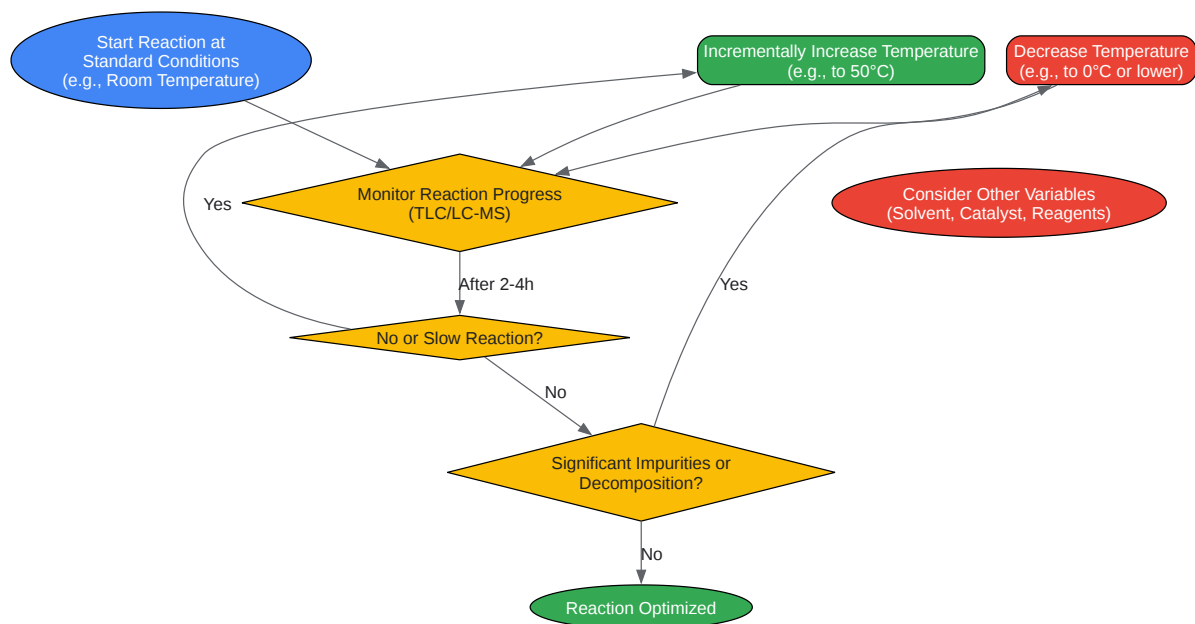 Start Reaction at
Standard Conditions
(e.g., Room Temperature)
Incrementally Increase Temperature
(e.g., to 50°C)
Decrease Temperature
(e.g., to 0°C or lower)
Monitor Reaction Progress
(TLC/LC-MS)
Consider Other Variables
(Solvent, Catalyst, Reagents)
Yes
After 2-4h
Yes
No or Slow Reaction?
No
Significant Impurities or
Decomposition?
No
Reaction Optimized